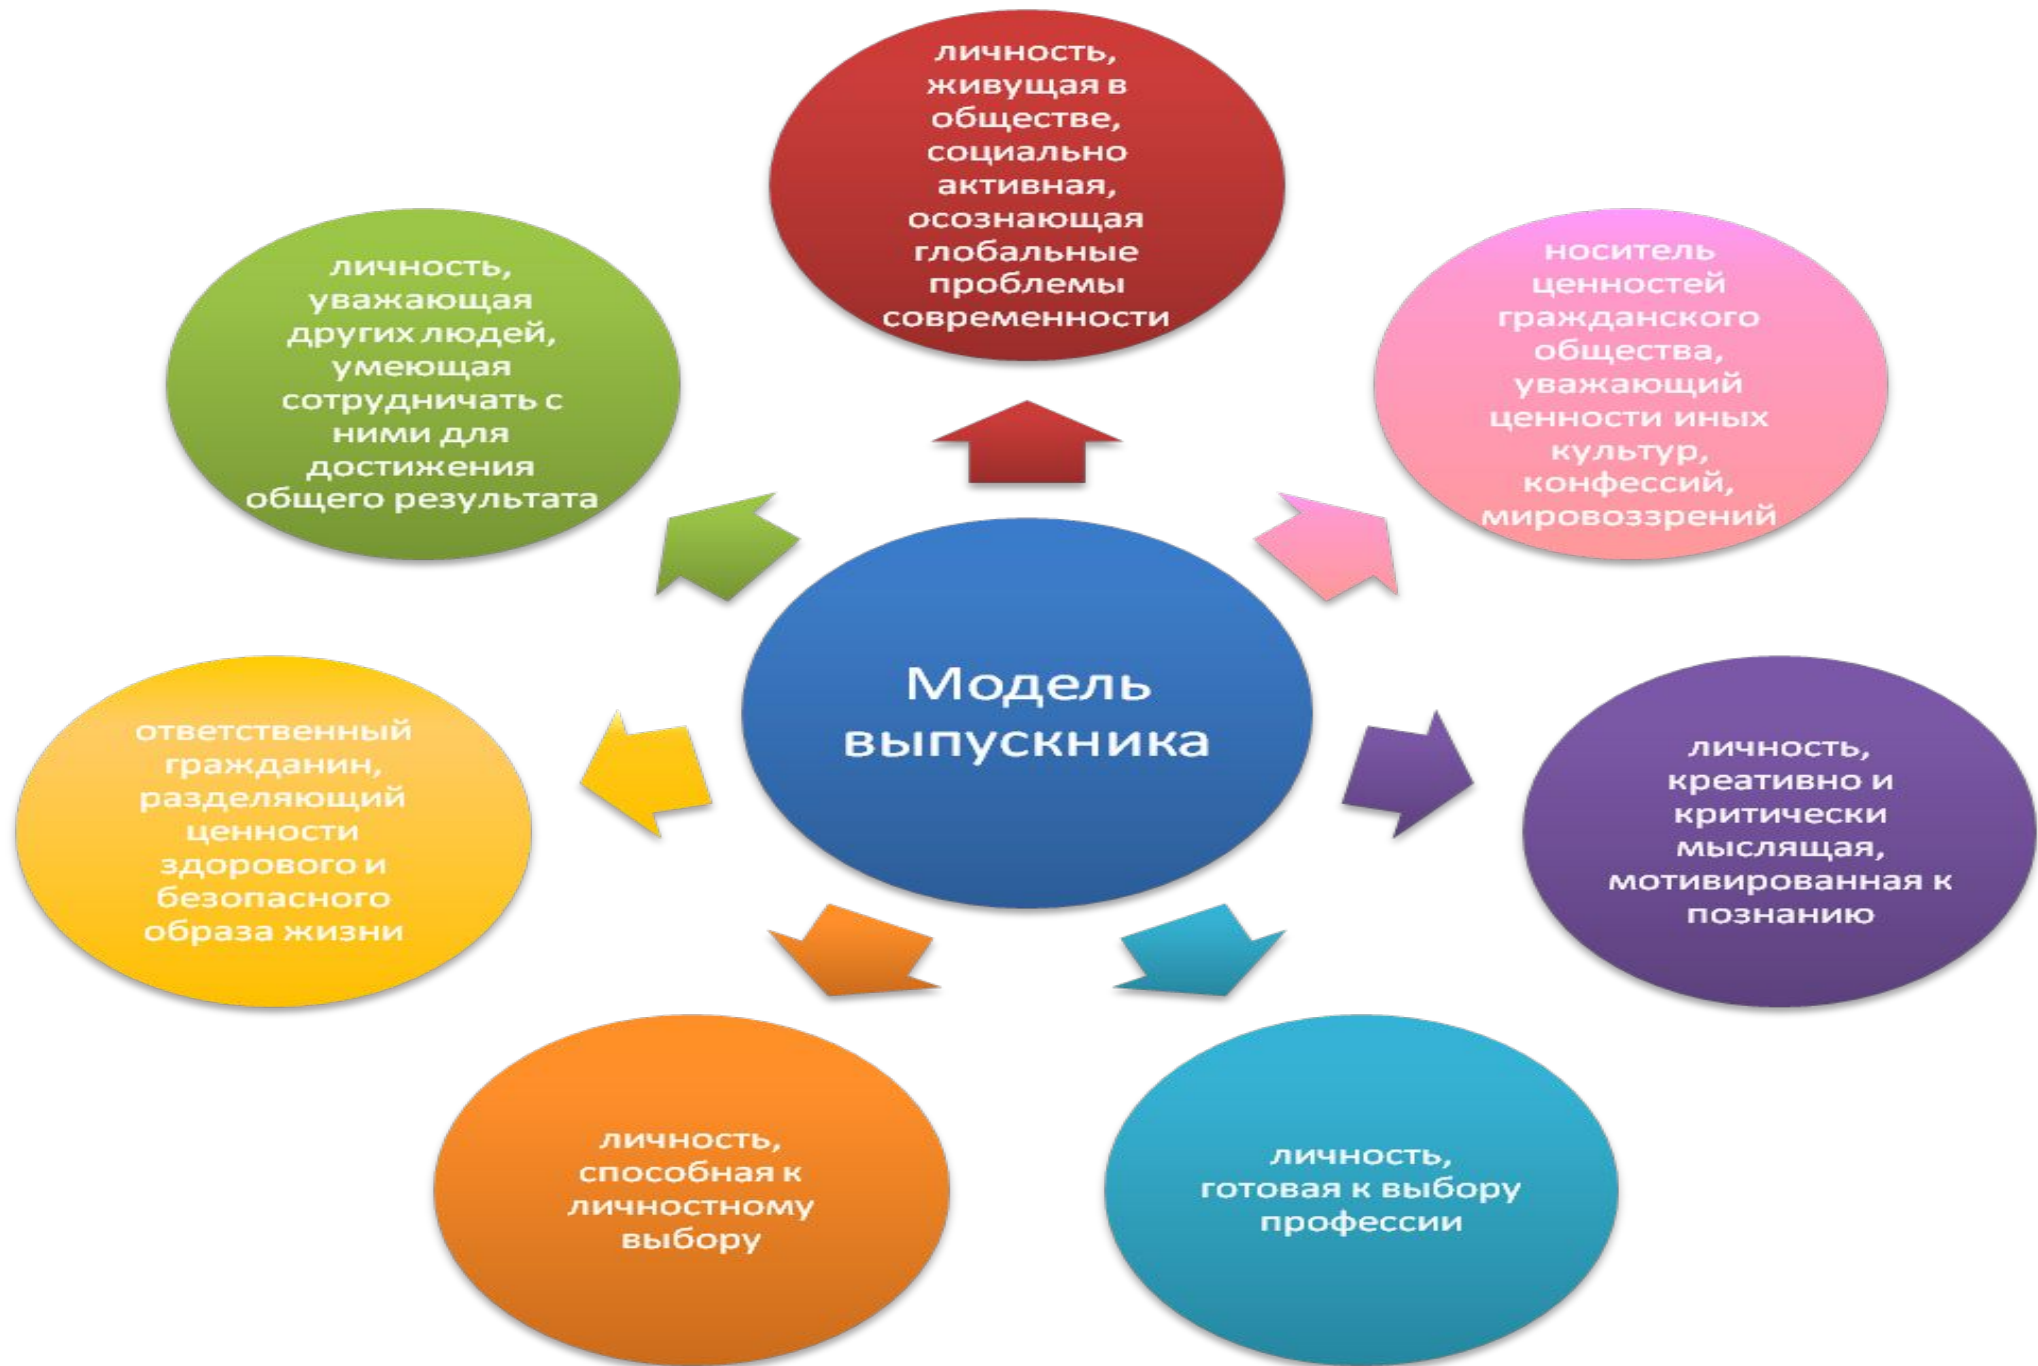 личность,
живущая в
обществе,
социально
активная,
осознающая
глобальные
проблемы
современности
носитель
ценностей
гражданского
общества,
уважающий
ценности иных
культур,
конфессий,
мировоззрений
личность,
креативно и
критически
мыслящая,
мотивированная к
познанию
личность,
готовая к выбору
профессии
личность,
способная к
личностному
выбору
ответственный
гражданин,
разделяющий
ценности
здорового и
безопасного
образа жизни
личность,
уважающая
других людей,
умеющая
сотрудничать с
ними для
достижения
общего результата
Модель
выпускника